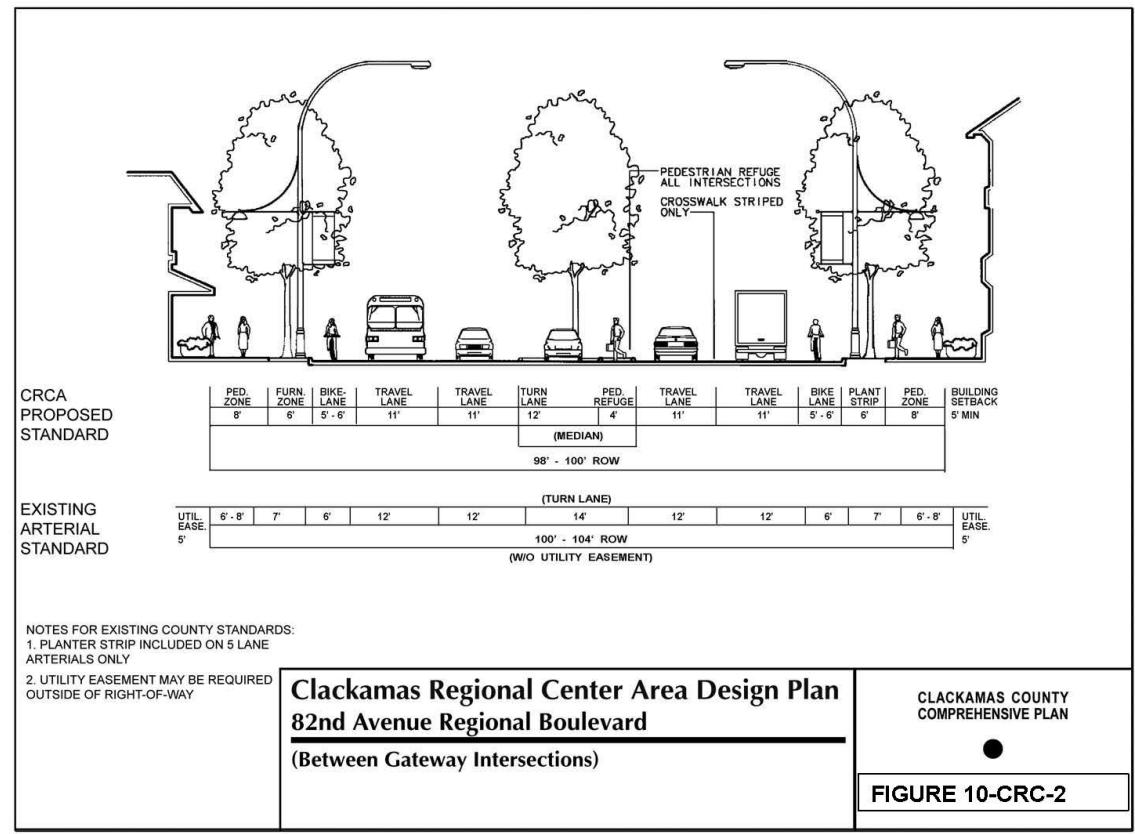 PEDESTRIAN REFUGE
ALL INTERSECTIONS
CROSSWALK STRIPED
ONLY
CRCA
PROPOSED
STANDARD
PED. ZONE FURN. ZONE BIKE- LANE TRAVEL LANE TRAVEL LANE TURN LANE PED. REFUGE TRAVEL LANE TRAVEL LANE BIKE LANE PLANT STRIP PED. ZONE BUILDING SETBACK
8' 6' 5' - 6' 11' 11' 12' 4' 11' 11' 5' - 6' 6' 8' 5' MIN
(MEDIAN)
98' - 100' ROW
EXISTING
ARTERIAL
STANDARD
(TURN LANE)
UTIL. EASE. 5' 6' - 8' 7' 6' 12' 12' 14' 12' 12' 6' 7' 6' - 8' UTIL. EASE. 5'
100' - 104' ROW
(W/O UTILITY EASEMENT)
NOTES FOR EXISTING COUNTY STANDARDS:
1. PLANTER STRIP INCLUDED ON 5 LANE
ARTERIALS ONLY
2. UTILITY EASEMENT MAY BE REQUIRED
OUTSIDE OF RIGHT-OF-WAY
Clackamas Regional Center Area Design Plan
82nd Avenue Regional Boulevard
(Between Gateway Intersections)
CLACKAMAS COUNTY
COMPREHENSIVE PLAN
FIGURE 10-CRC-2